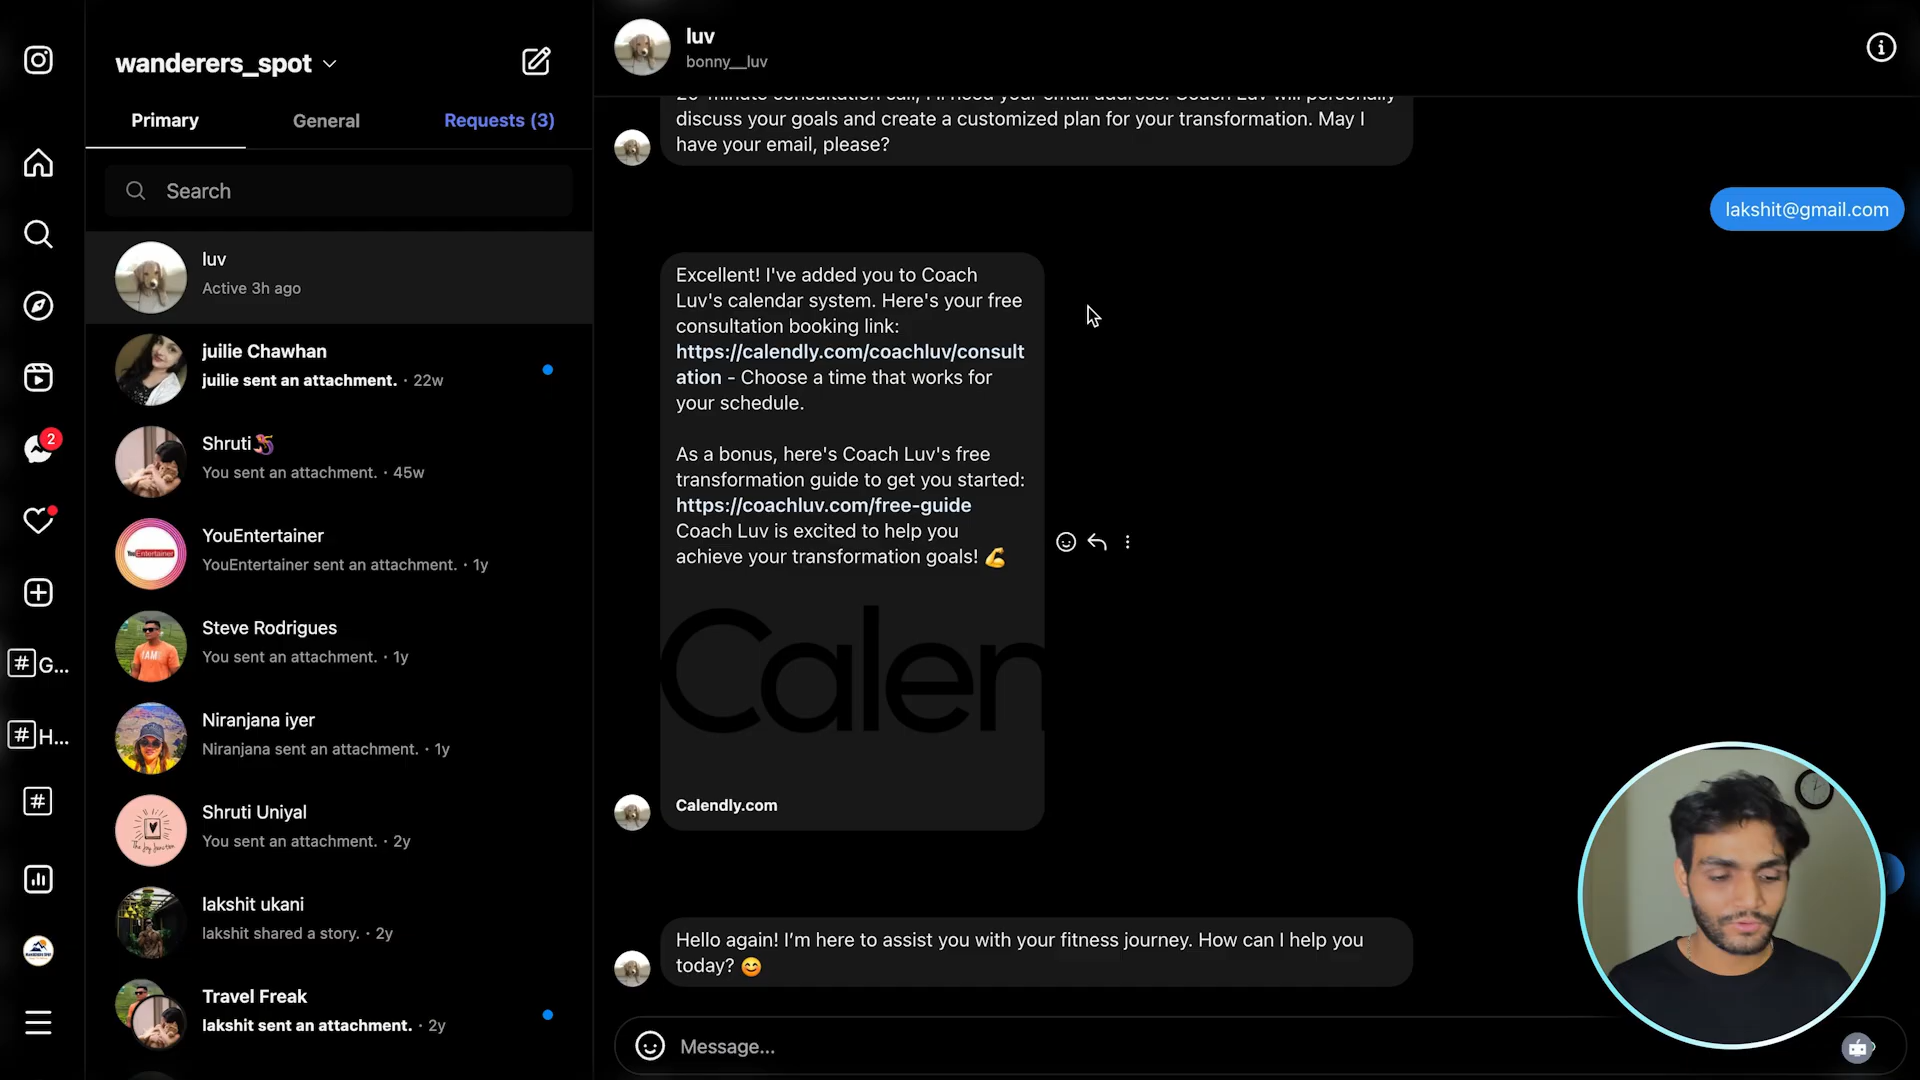 wanderers_spot
Primary
General
Requests (3)
Search
luv
Active 3h ago
juilie Chawhan
juilie sent an attachment. · 22w
Shruti
You sent an attachment. · 45w
YouEntertainer
YouEntertainer sent an attachment. · 1y
Steve Rodrigues
You sent an attachment. · 1y
Niranjana iyer
Niranjana sent an attachment. · 1y
Shruti Uniyal
You sent an attachment. · 2y
lakshit ukani
lakshit shared a story. · 2y
Travel Freak
lakshit sent an attachment. · 2y
2
G...
H...
luv
bonny__luv
20-minute consultation call, I'll need your email address. Coach Luv will personally
discuss your goals and create a customized plan for your transformation. May I
have your email, please?
lakshit@gmail.com
Excellent! I've added you to Coach
Luv's calendar system. Here's your free
consultation booking link:
https://calendly.com/coachluv/consult
ation - Choose a time that works for
your schedule.
As a bonus, here's Coach Luv's free
transformation guide to get you started:
https://coachluv.com/free-guide
Coach Luv is excited to help you
achieve your transformation goals! 💪
Calen
Calendly.com
Hello again! I'm here to assist you with your fitness journey. How can I help you
today? 😊
Message...